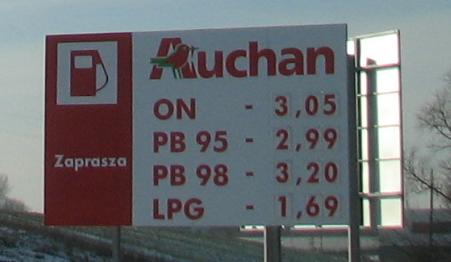 Auchan
Zaprasza
ON - 3,05
PB 95 - 2,99
PB 98 - 3,20
LPG - 1,69